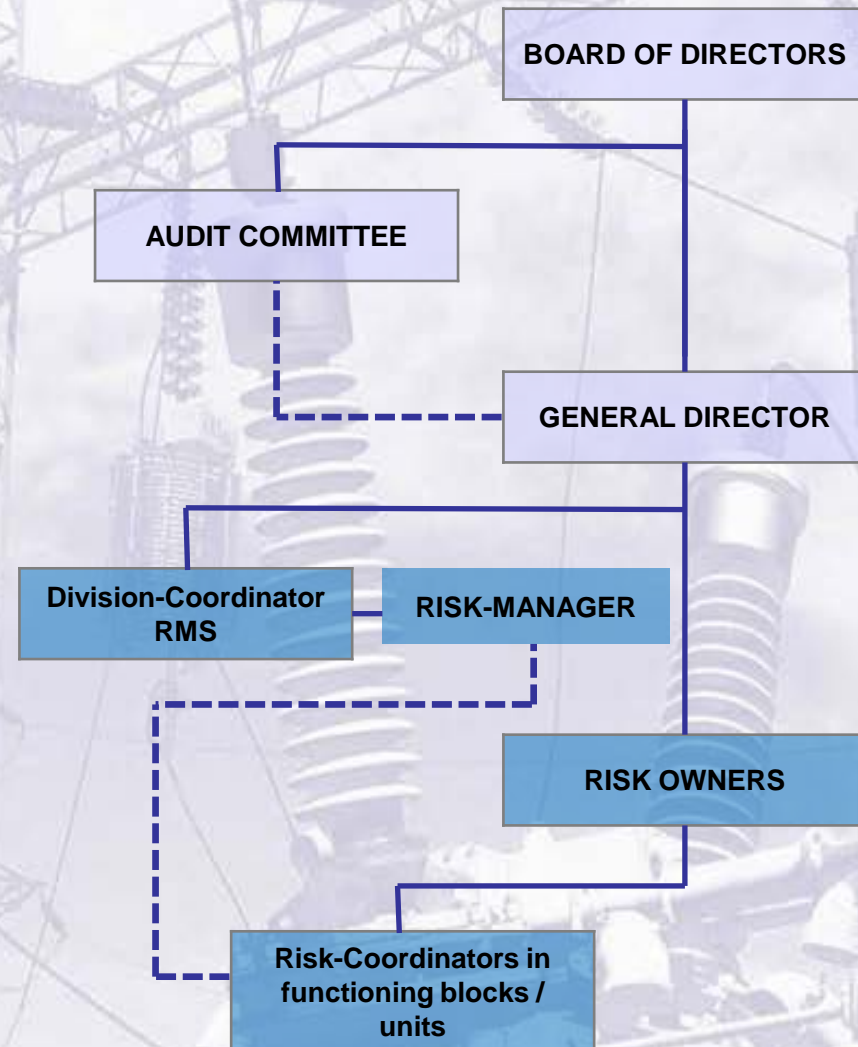 BOARD OF DIRECTORS
AUDIT COMMITTEE
GENERAL DIRECTOR
Division-Coordinator
RMS
RISK-MANAGER
RISK OWNERS
Risk-Coordinators in
functioning blocks /
units